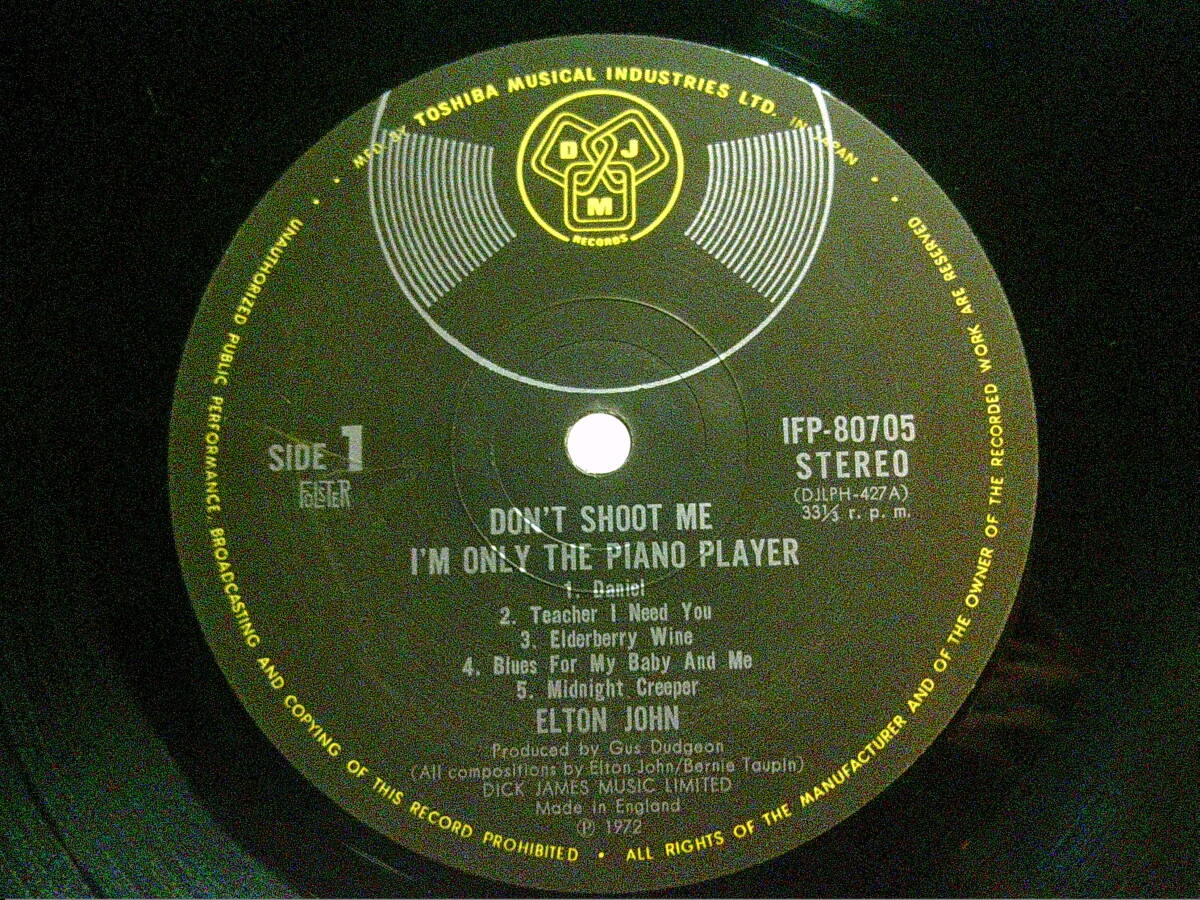 MFD. BY TOSHIBA MUSICAL INDUSTRIES LTD. IN JAPAN
D J
M
RECORDS
SIDE 1
IFP-80705
STEREO
(DJLPH-427A)
33⅓ r. p. m.
DON'T SHOOT ME
I'M ONLY THE PIANO PLAYER
1. Daniel
2. Teacher I Need You
3. Elderberry Wine
4. Blues For My Baby And Me
5. Midnight Creeper
ELTON JOHN
Produced by Gus Dudgeon
(All compositions by Elton John/Bernie Taupin)
DICK JAMES MUSIC LIMITED
Made in England
Ⓟ 1972
UNAUTHORIZED PUBLIC PERFORMANCE, BROADCASTING AND COPYING OF THIS RECORD PROHIBITED • ALL RIGHTS OF THE MANUFACTURER AND OF THE OWNER OF THE RECORDED WORK ARE RESERVED